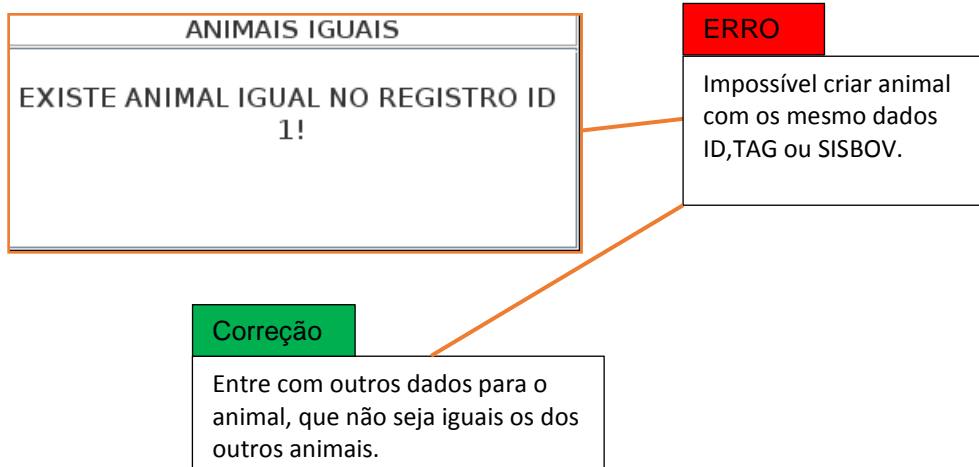 ANIMAIS IGUAIS
EXISTE ANIMAL IGUAL NO REGISTRO ID
1!
ERRO
Impossível criar animal
com os mesmo dados
ID,TAG ou SISBOV.
Correção
Entre com outros dados para o
animal, que não seja iguais os dos
outros animais.